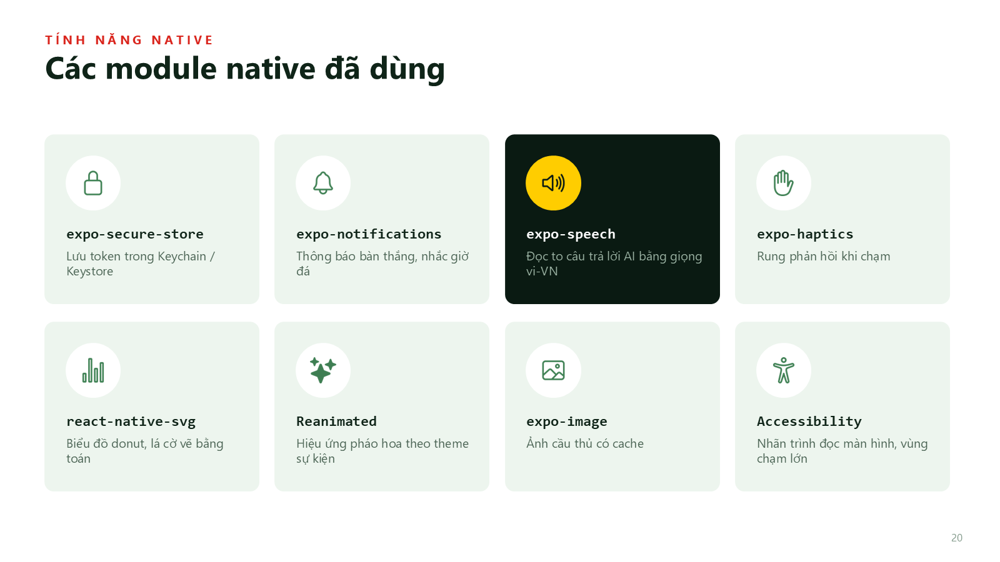 TÍNH NĂNG NATIVE
Các module native đã dùng
expo-secure-store
Lưu token trong Keychain /
Keystore
expo-notifications
Thông báo bàn thắng, nhắc giờ
đá
expo-speech
Đọc to câu trả lời AI bằng giọng
vi-VN
expo-haptics
Rung phản hồi khi chạm
react-native-svg
Biểu đồ donut, lá cờ vẽ bằng
toán
Reanimated
Hiệu ứng pháo hoa theo theme
sự kiện
expo-image
Ảnh cầu thủ có cache
Accessibility
Nhãn trình đọc màn hình, vùng
chạm lớn
20